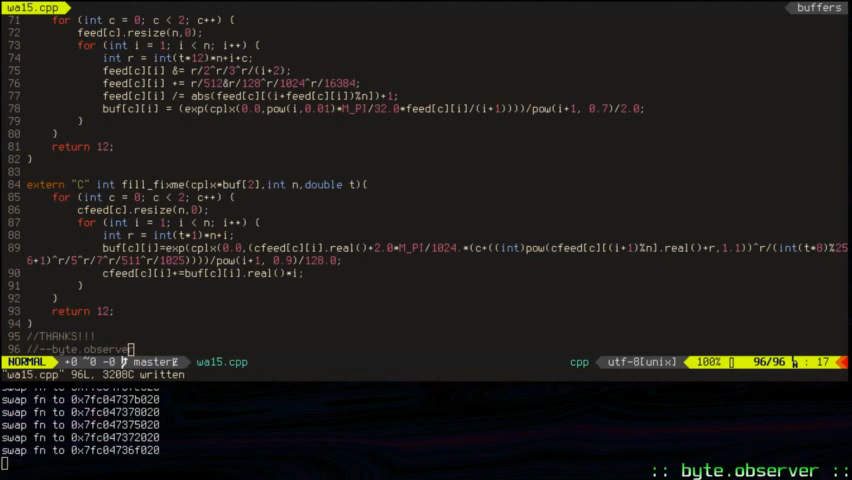 wa15.cpp buffers
71 for (int c = 0; c < 2; c++) {
72 feed[c].resize(n,0);
73 for (int i = 1; i < n; i++) {
74 int r = int(t*12)*n+i+c;
75 feed[c][i] &= r/2^r/3^r/(i+2);
76 feed[c][i] += r/512&r/128^r/1024^r/16384;
77 feed[c][i] /= abs(feed[c][(i+feed[c][i])%n])+1;
78 buf[c][i] = (exp(cplx(0.0,pow(i,0.01)*M_PI/32.0*feed[c][i]/(i+1))))/pow(i+1, 0.7)/2.0;
79 }
80 }
81 return 12;
82 }
83
84 extern "C" int fill_fixme(cplx*buf[2],int n,double t){
85 for (int c = 0; c < 2; c++) {
86 cfeed[c].resize(n,0);
87 for (int i = 1; i < n; i++) {
88 int r = int(t*1)*n+i;
89 buf[c][i]=exp(cplx(0.0,(cfeed[c][i].real()+2.0*M_PI/1024.*(c+((int)pow(cfeed[c][(i+1)%n].real()+r,1.1))^r/(int(t*8)%25
6+1)^r/5^r/7^r/511^r/1025))))/pow(i+1, 0.9)/128.0;
90 cfeed[c][i]+=buf[c][i].real()*i;
91 }
92 }
93 return 12;
94 }
95 //THANKS!!!
96 //--byte.observer
NORMAL +0 ~0 -0 master wa15.cpp cpp utf-8[unix] 100% 96/96 : 17
"wa15.cpp" 96L, 3208C written
swap fn to 0x7fc04737b020
swap fn to 0x7fc047378020
swap fn to 0x7fc047375020
swap fn to 0x7fc047372020
swap fn to 0x7fc04736f020
:: byte.observer ::